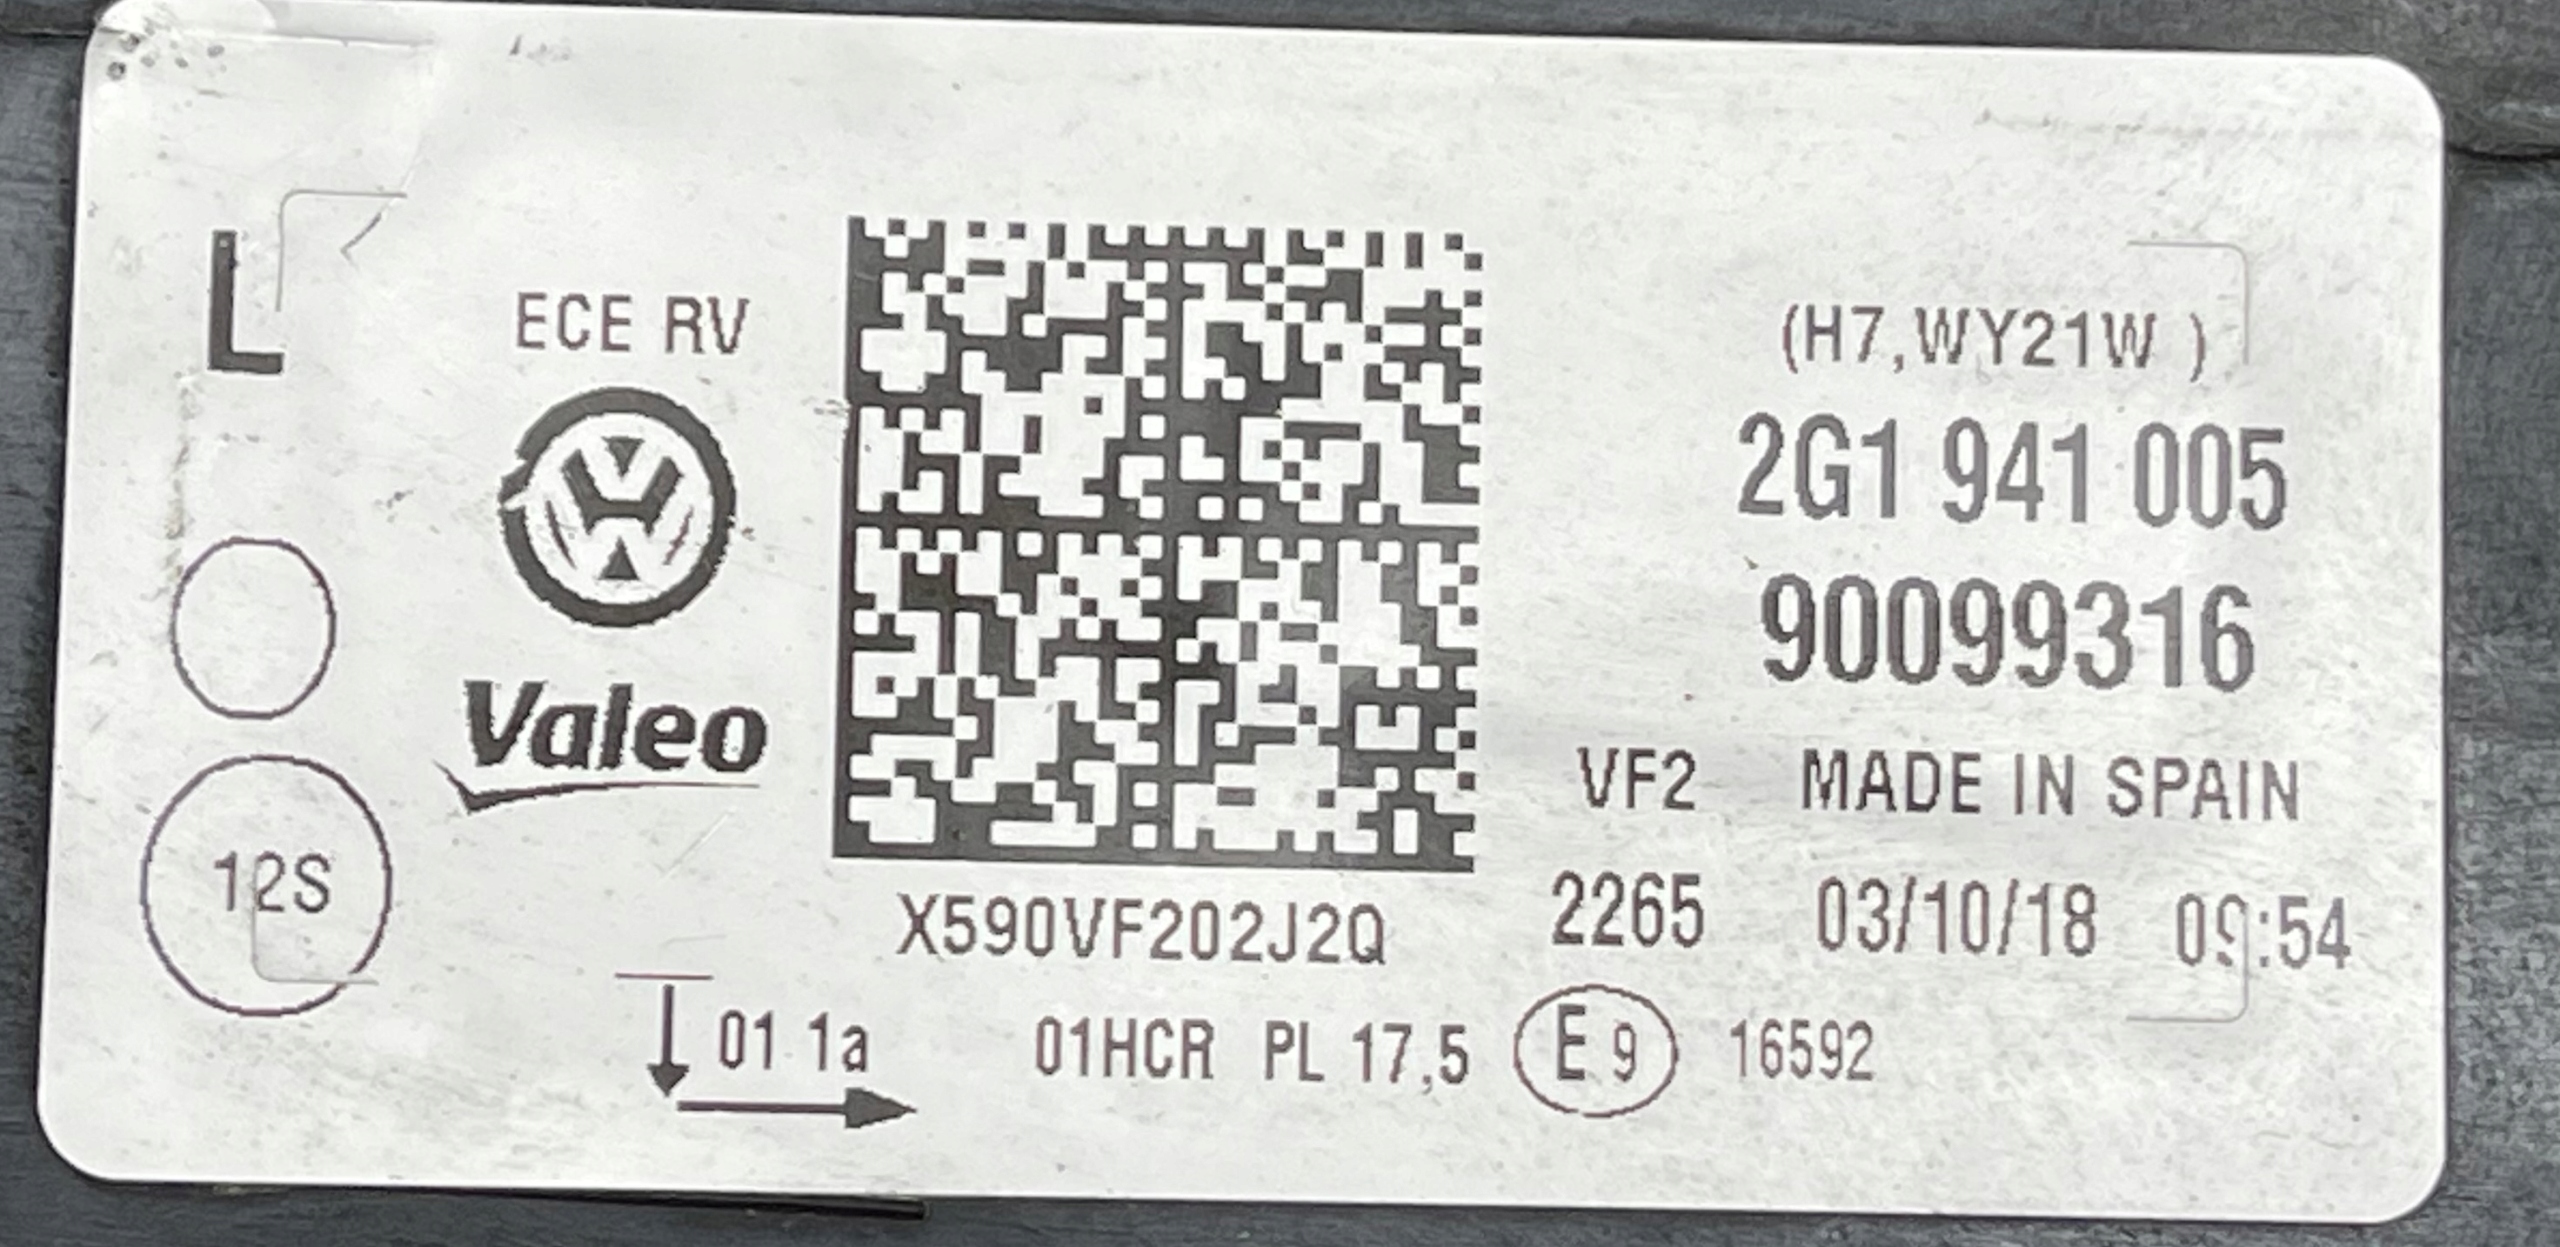 L
ECE RV
Valeo
12S
X590VF202J2Q
(H7,WY21W )
2G1 941 005
90099316
VF2 MADE IN SPAIN
2265 03/10/18 09:54
01 1a 01HCR PL 17,5 E 9 16592